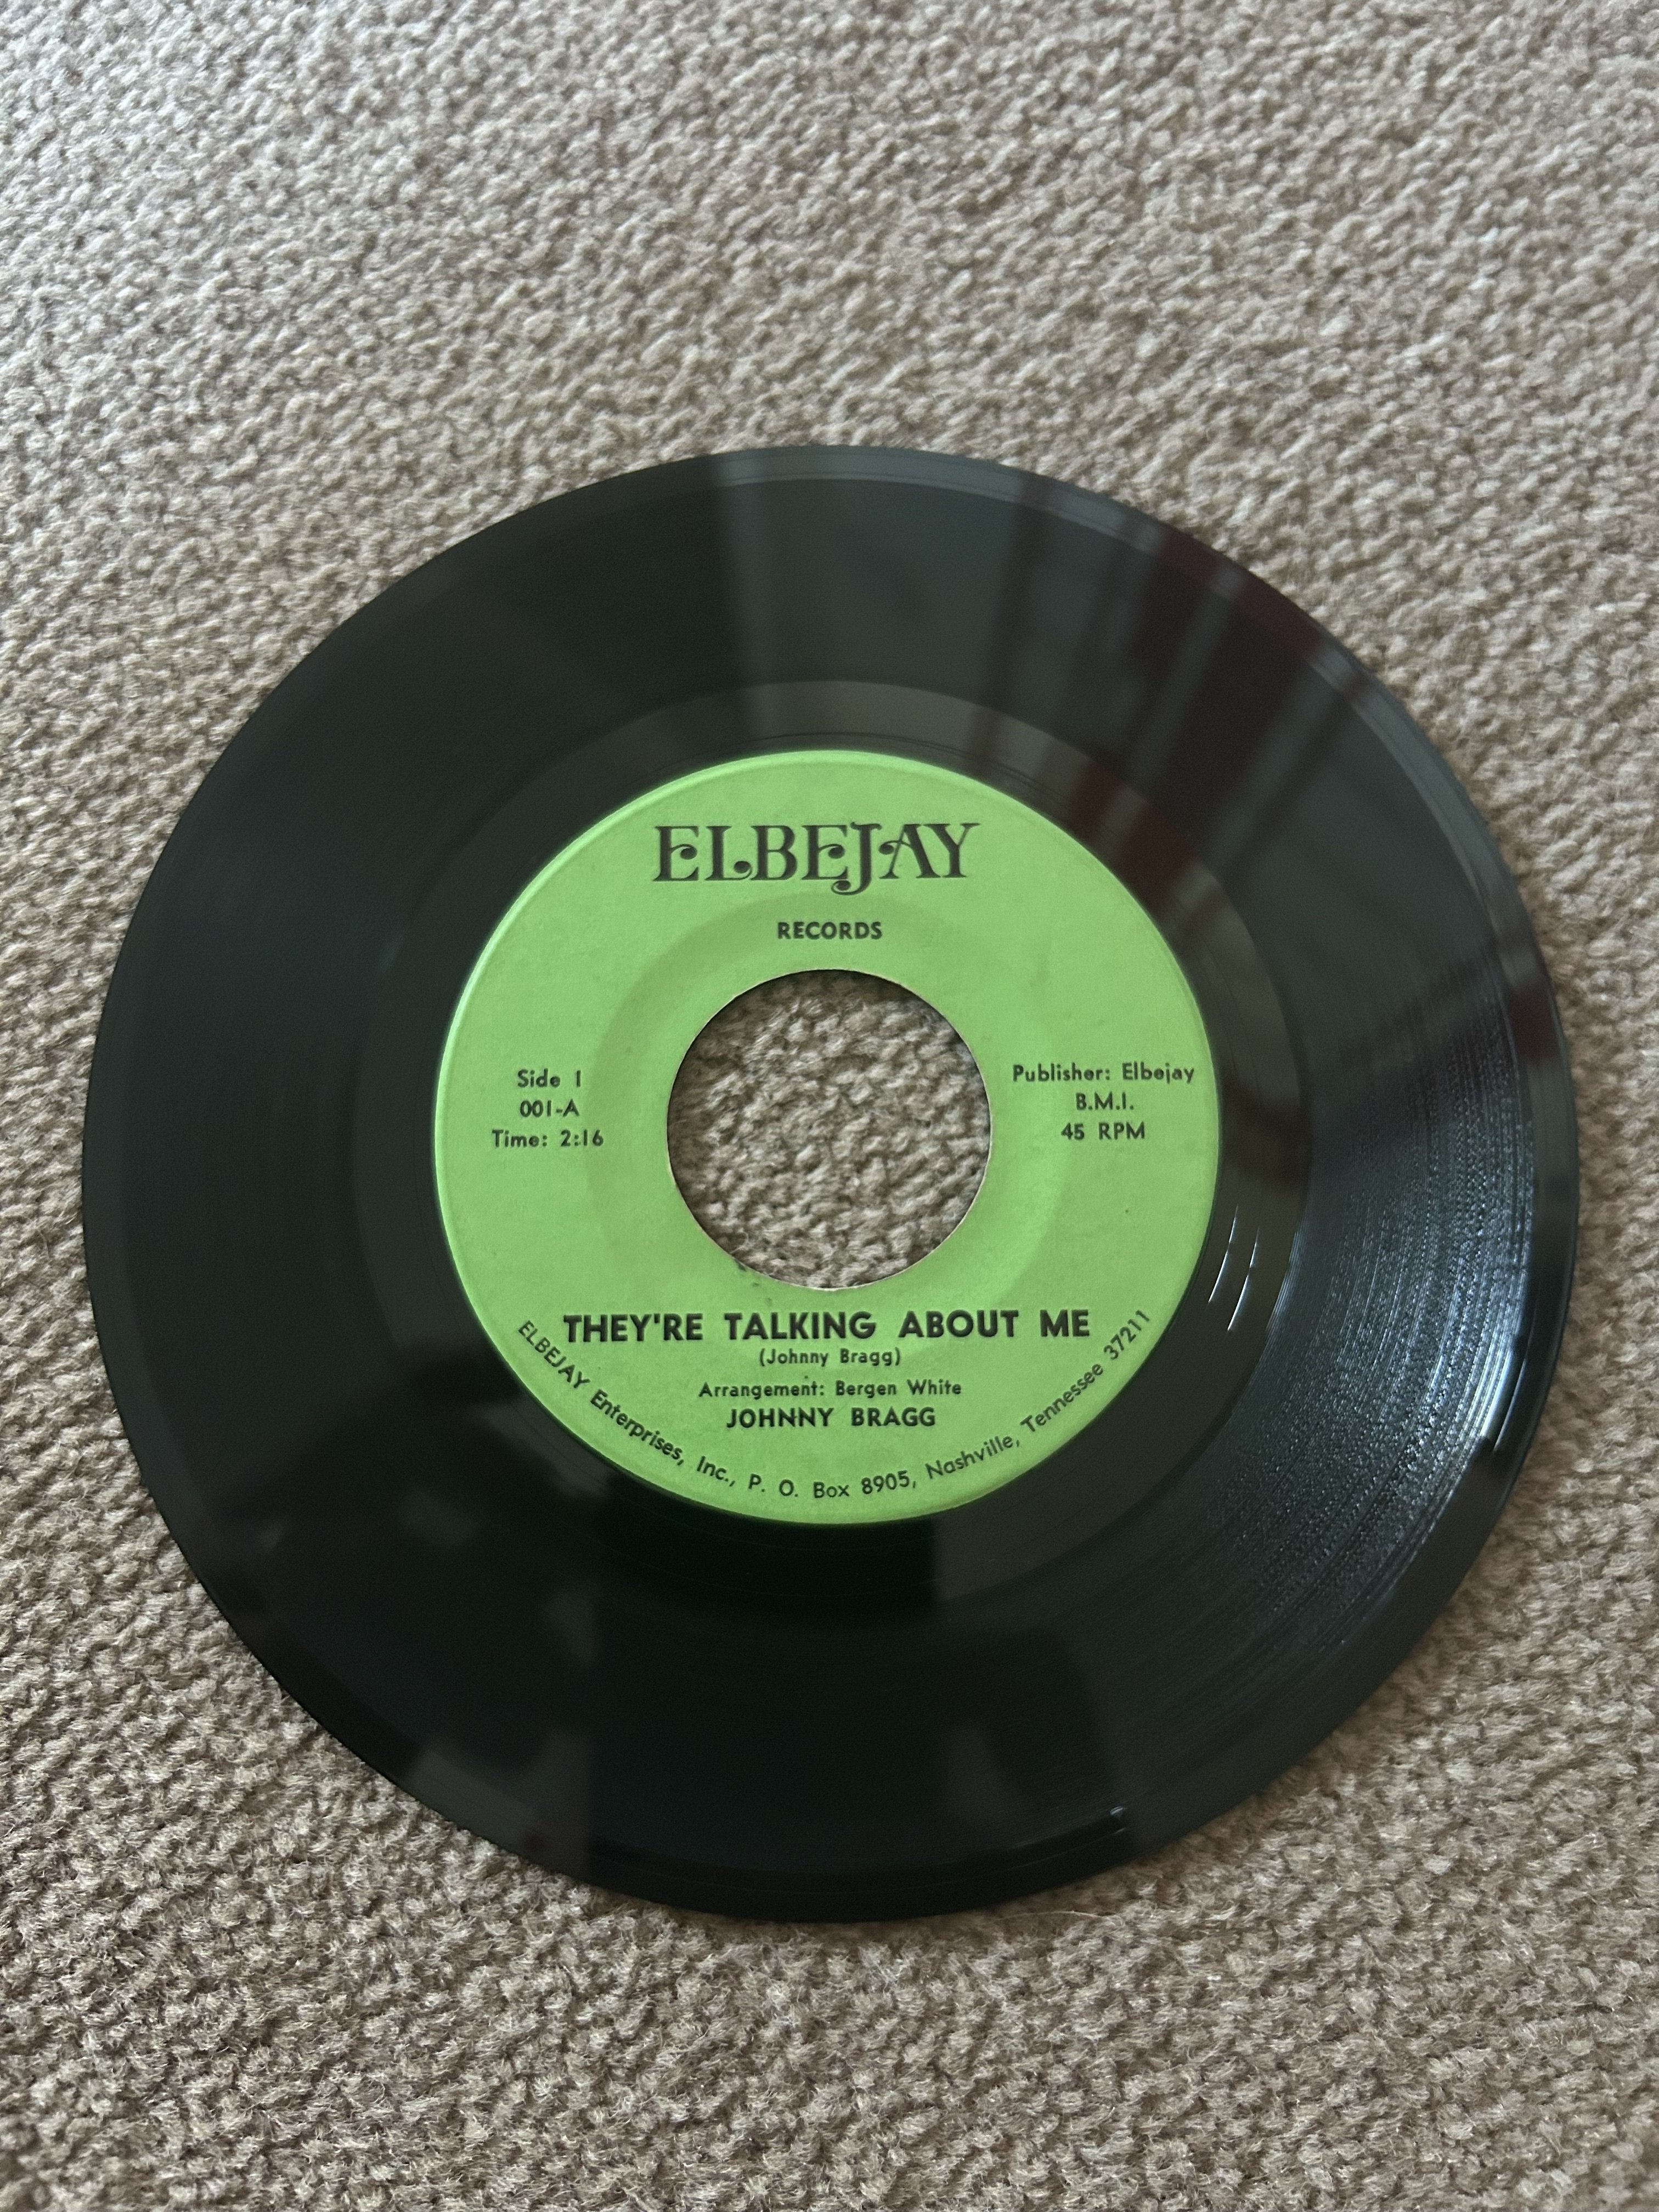 ELBEJAY
RECORDS
Side 1
001-A
Time: 2:16
Publisher: Elbejay
B.M.I.
45 RPM
THEY'RE TALKING ABOUT ME
(Johnny Bragg)
Arrangement: Bergen White
JOHNNY BRAGG
ELBEJAY Enterprises, Inc., P. O. Box 8905, Nashville, Tennessee 37211